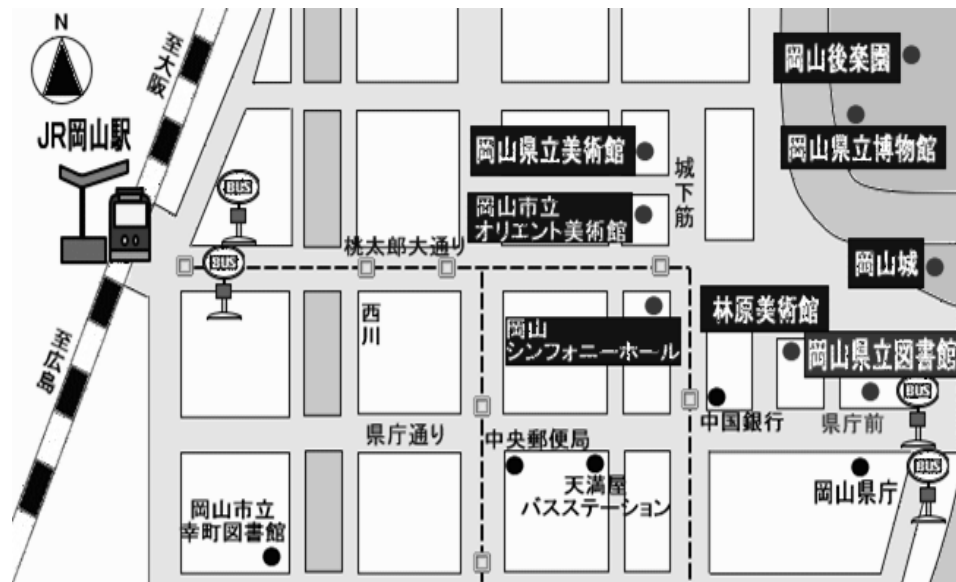 N
至大阪
JR岡山駅
岡山後楽園
岡山県立美術館
岡山県立博物館
城下筋
BUS
岡山市立
オリエント美術館
桃太郎大通り
BUS
岡山城
至広島
西川
岡山
シンフォニーホール
林原美術館
岡山県立図書館
BUS
中国銀行
県庁前
県庁通り
中央郵便局
BUS
天満屋
バスステーション
岡山県庁
岡山市立
幸町図書館